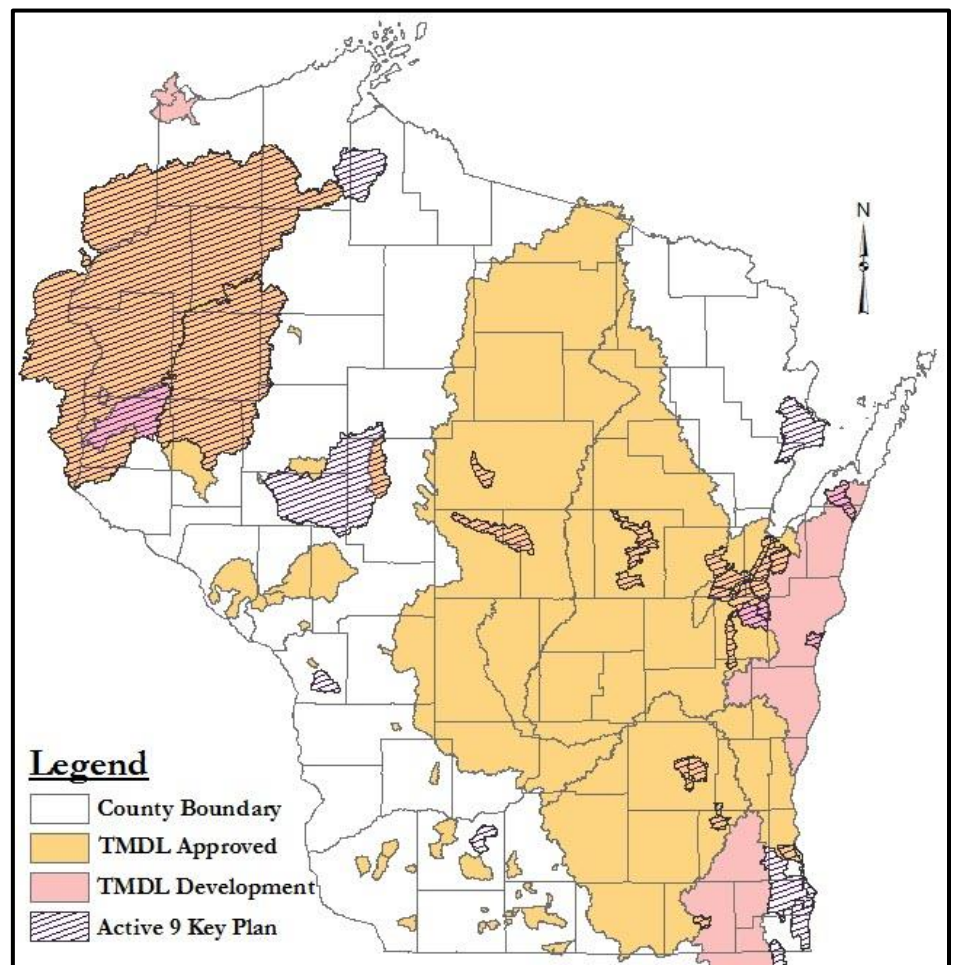 N
Legend
County Boundary
TMDL Approved
TMDL Development
Active 9 Key Plan